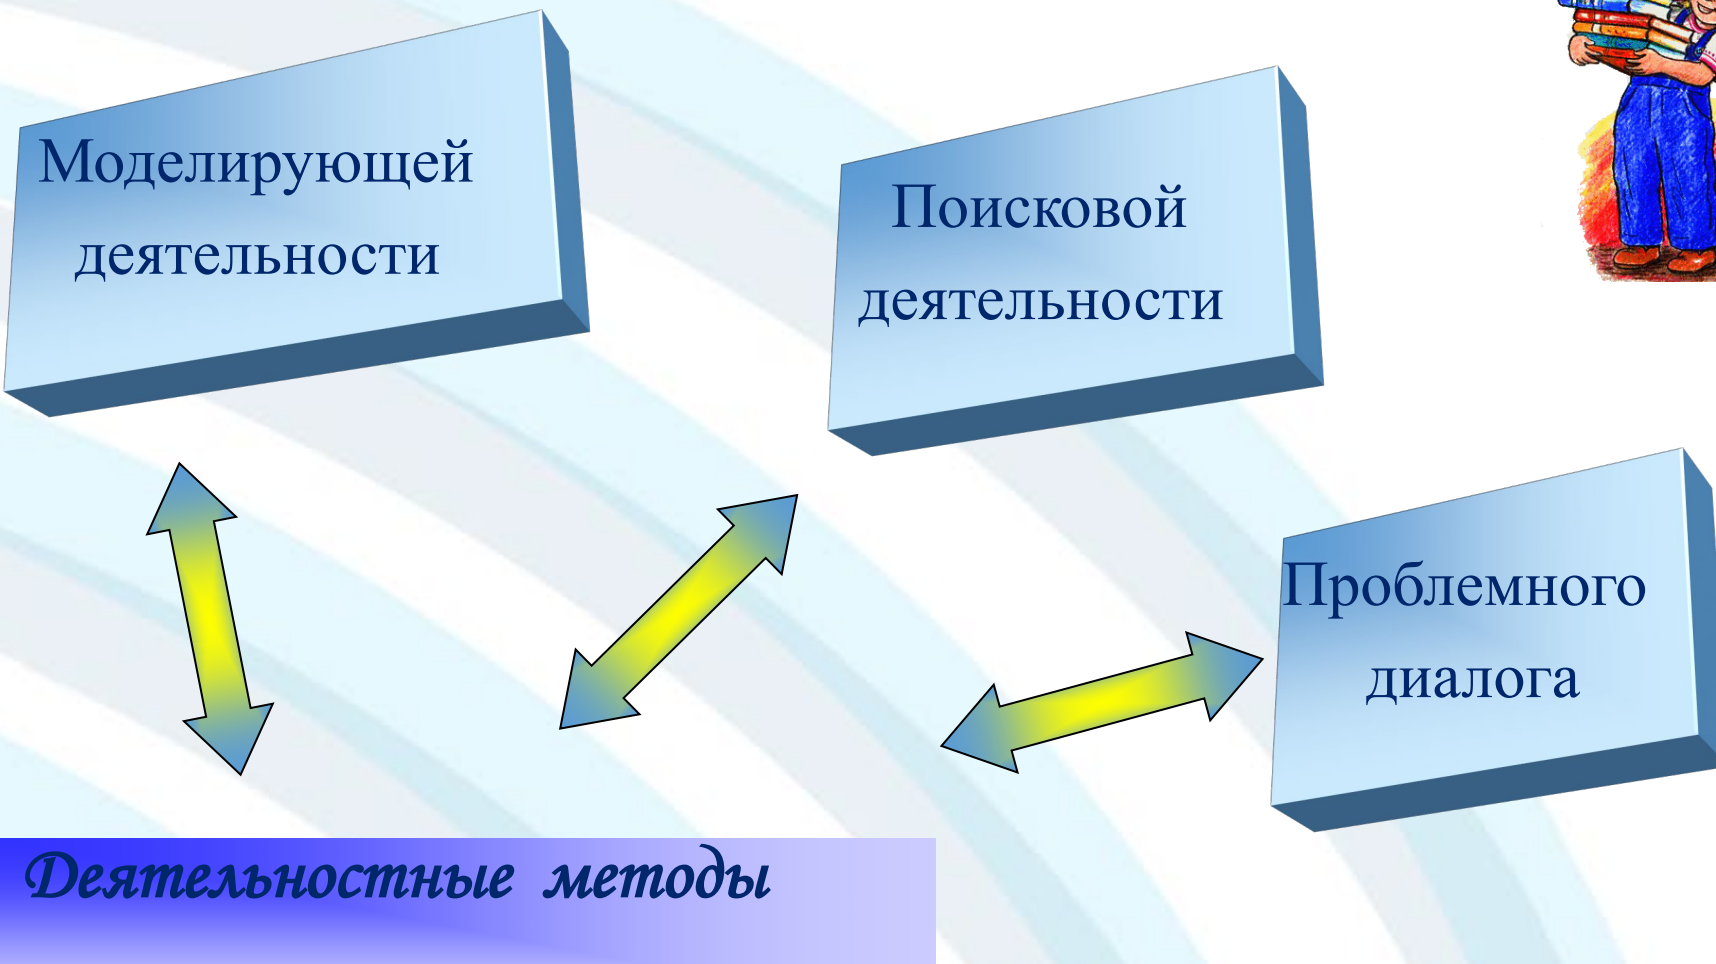 Моделирующей
деятельности
Поисковой
деятельности
Проблемного
диалога
Деятельностные методы